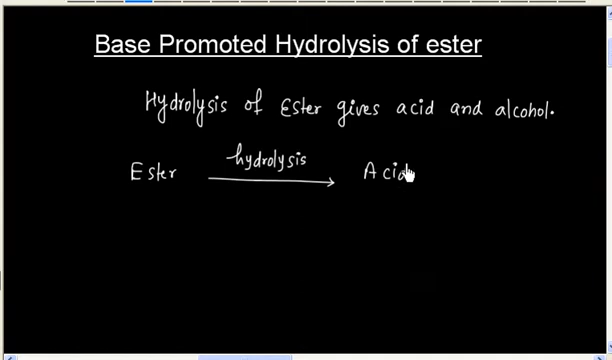 Base Promoted Hydrolysis of ester
Hydrolysis of Ester gives acid and alcohol.
hydrolysis
Ester Acid